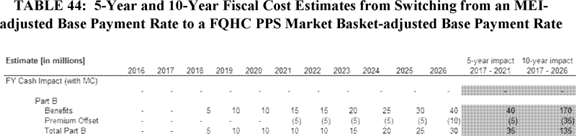 TABLE 44: 5-Year and 10-Year Fiscal Cost Estimates from Switching from an MEI-
adjusted Base Payment Rate to a FQHC PPS Market Basket-adjusted Base Payment Rate
Estimate [in millions] 2016 2017 2018 2019 2020 2021 2022 2023 2024 2025 2026 5-year impact 2017 - 2021 10-year impact 2017 - 2026
FY Cash Impact (with MC) - - - - - - - - - - - - -
Part B
Benefits - - 5 10 10 15 15 20 25 30 40 40 170
Premium Offset - - - - - (5) (5) (5) (5) (5) (10) (5) (35)
Total Part B - - 5 10 10 10 10 15 20 25 30 35 135